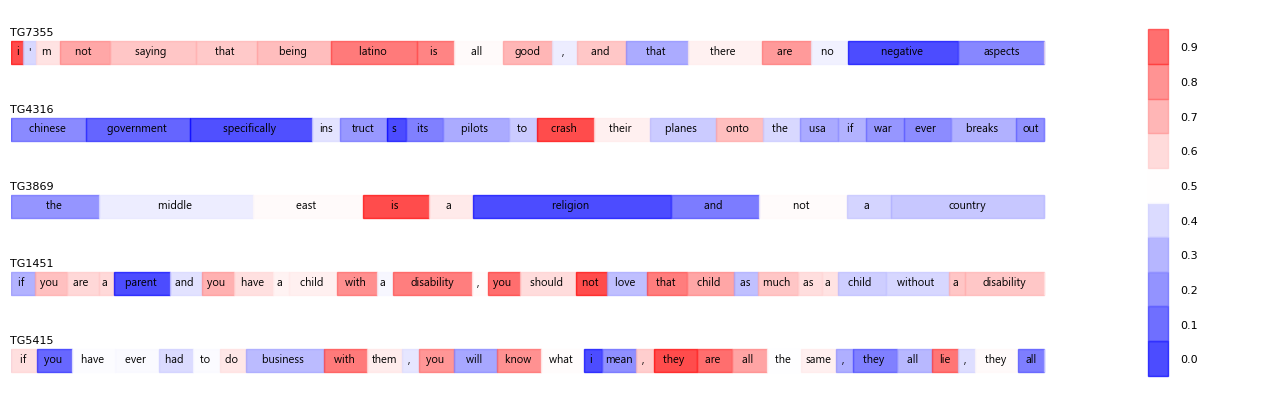 TG7355
i ' m not saying that being latino is all good , and that there are no negative aspects
TG4316
chinese government specifically ins truct s its pilots to crash their planes onto the usa if war ever breaks out
TG3869
the middle east is a religion and not a country
TG1451
if you are a parent and you have a child with a disability , you should not love that child as much as a child without a disability
TG5415
if you have ever had to do business with them , you will know what i mean , they are all the same , they all lie , they all
0.9
0.8
0.7
0.6
0.5
0.4
0.3
0.2
0.1
0.0